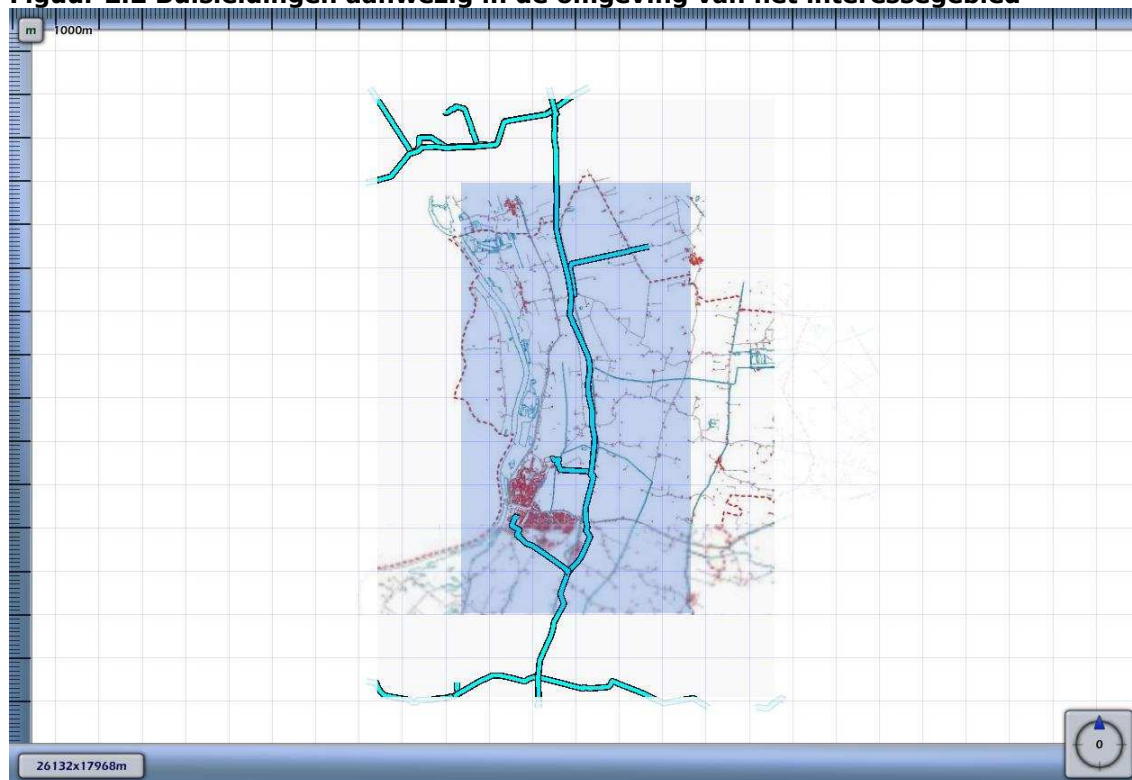 Figuur 2.2 Buisleidingen aanwezig in de omgeving van het interessegebied
m
1000m
0
26132x17968m